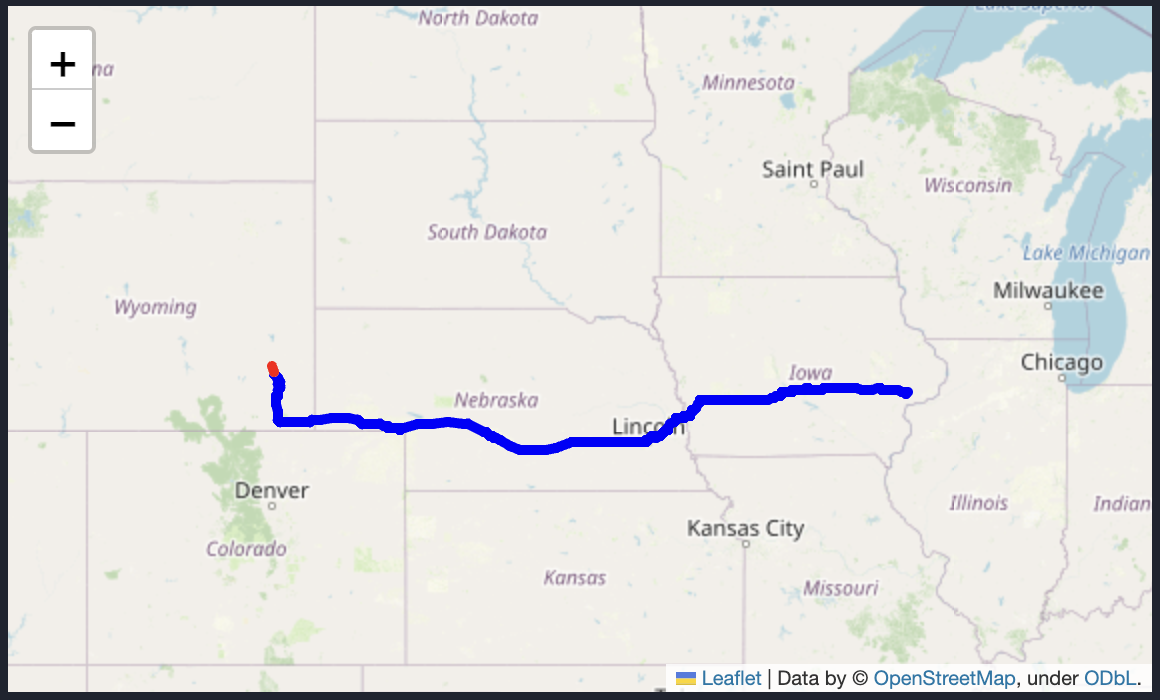 North Dakota
Lake Superior
+
na
Minnesota
−
Saint Paul
Wisconsin
South Dakota
Lake Michigan
Milwaukee
Wyoming
Chicago
Iowa
Nebraska
Lincoln
Denver
Illinois
Indian
Kansas City
Colorado
Kansas
Missouri
Leaflet | Data by © OpenStreetMap, under ODbL.